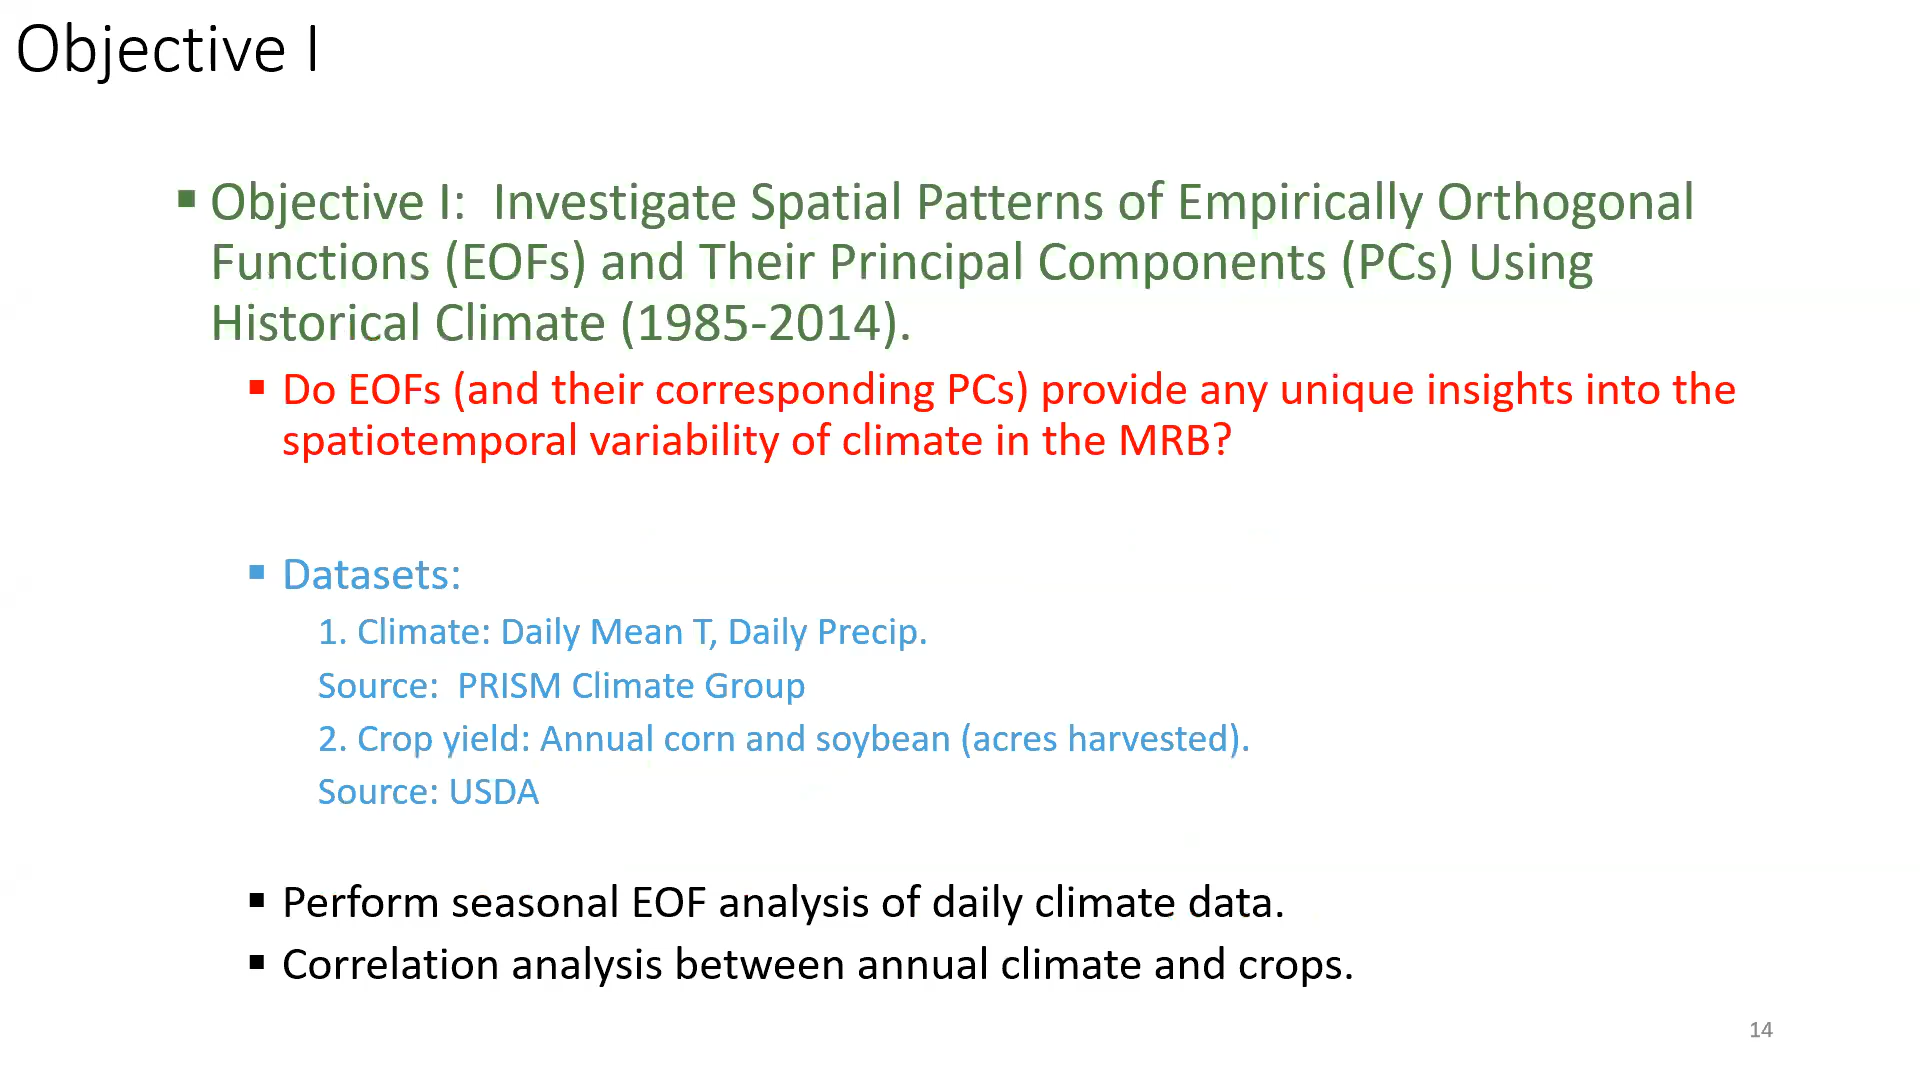 Objective I
▪ Objective I:  Investigate Spatial Patterns of Empirically Orthogonal
Functions (EOFs) and Their Principal Components (PCs) Using
Historical Climate (1985-2014).
▪ Do EOFs (and their corresponding PCs) provide any unique insights into the
spatiotemporal variability of climate in the MRB?
▪ Datasets:
1. Climate: Daily Mean T, Daily Precip.
Source:  PRISM Climate Group
2. Crop yield: Annual corn and soybean (acres harvested).
Source: USDA
▪ Perform seasonal EOF analysis of daily climate data.
▪ Correlation analysis between annual climate and crops.
14